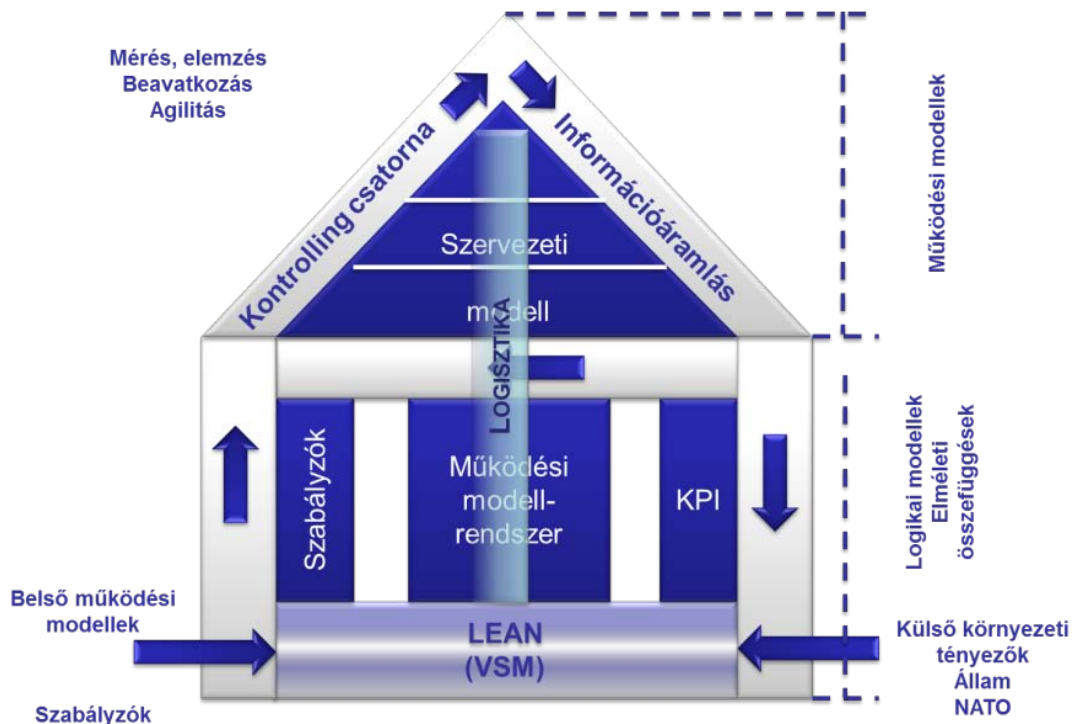 Mérés, elemzés
Beavatkozás
Agilitás
Kontrolling csatorna
Információáramlás
Működési modellek
Szervezeti
modell
LOGISZTIKA
Szabályzók
Működési
modell-
rendszer
KPI
Logikai modellek
Elméleti
összefüggések
Belső működési
modellek
LEAN
(VSM)
Külső környezeti
tényezők
Állam
NATO
Szabályzók